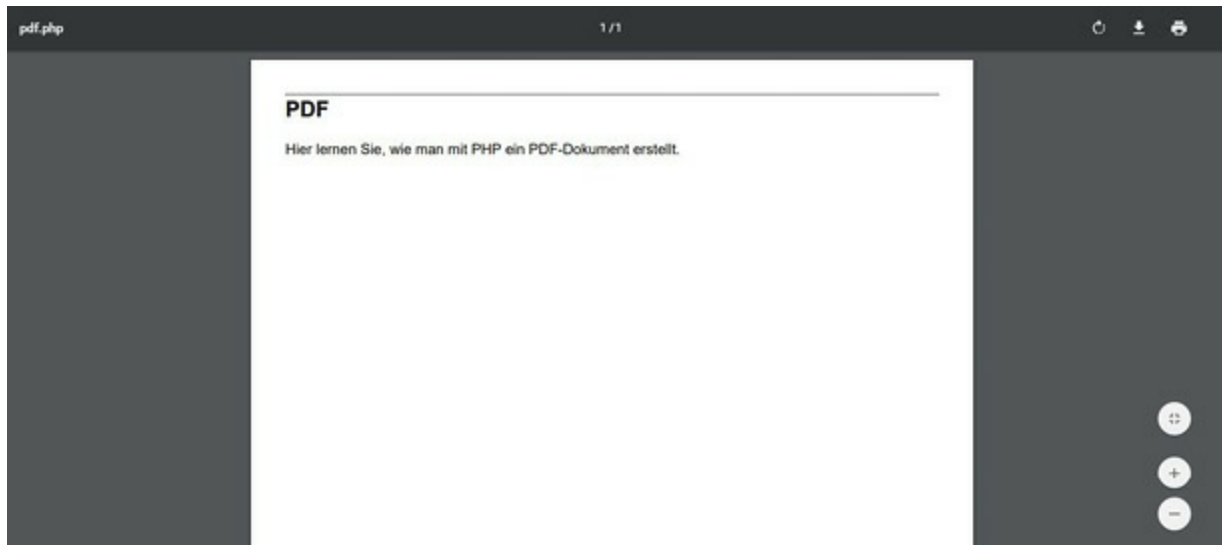 pdf.php
1 / 1
PDF
Hier lernen Sie, wie man mit PHP ein PDF-Dokument erstellt.